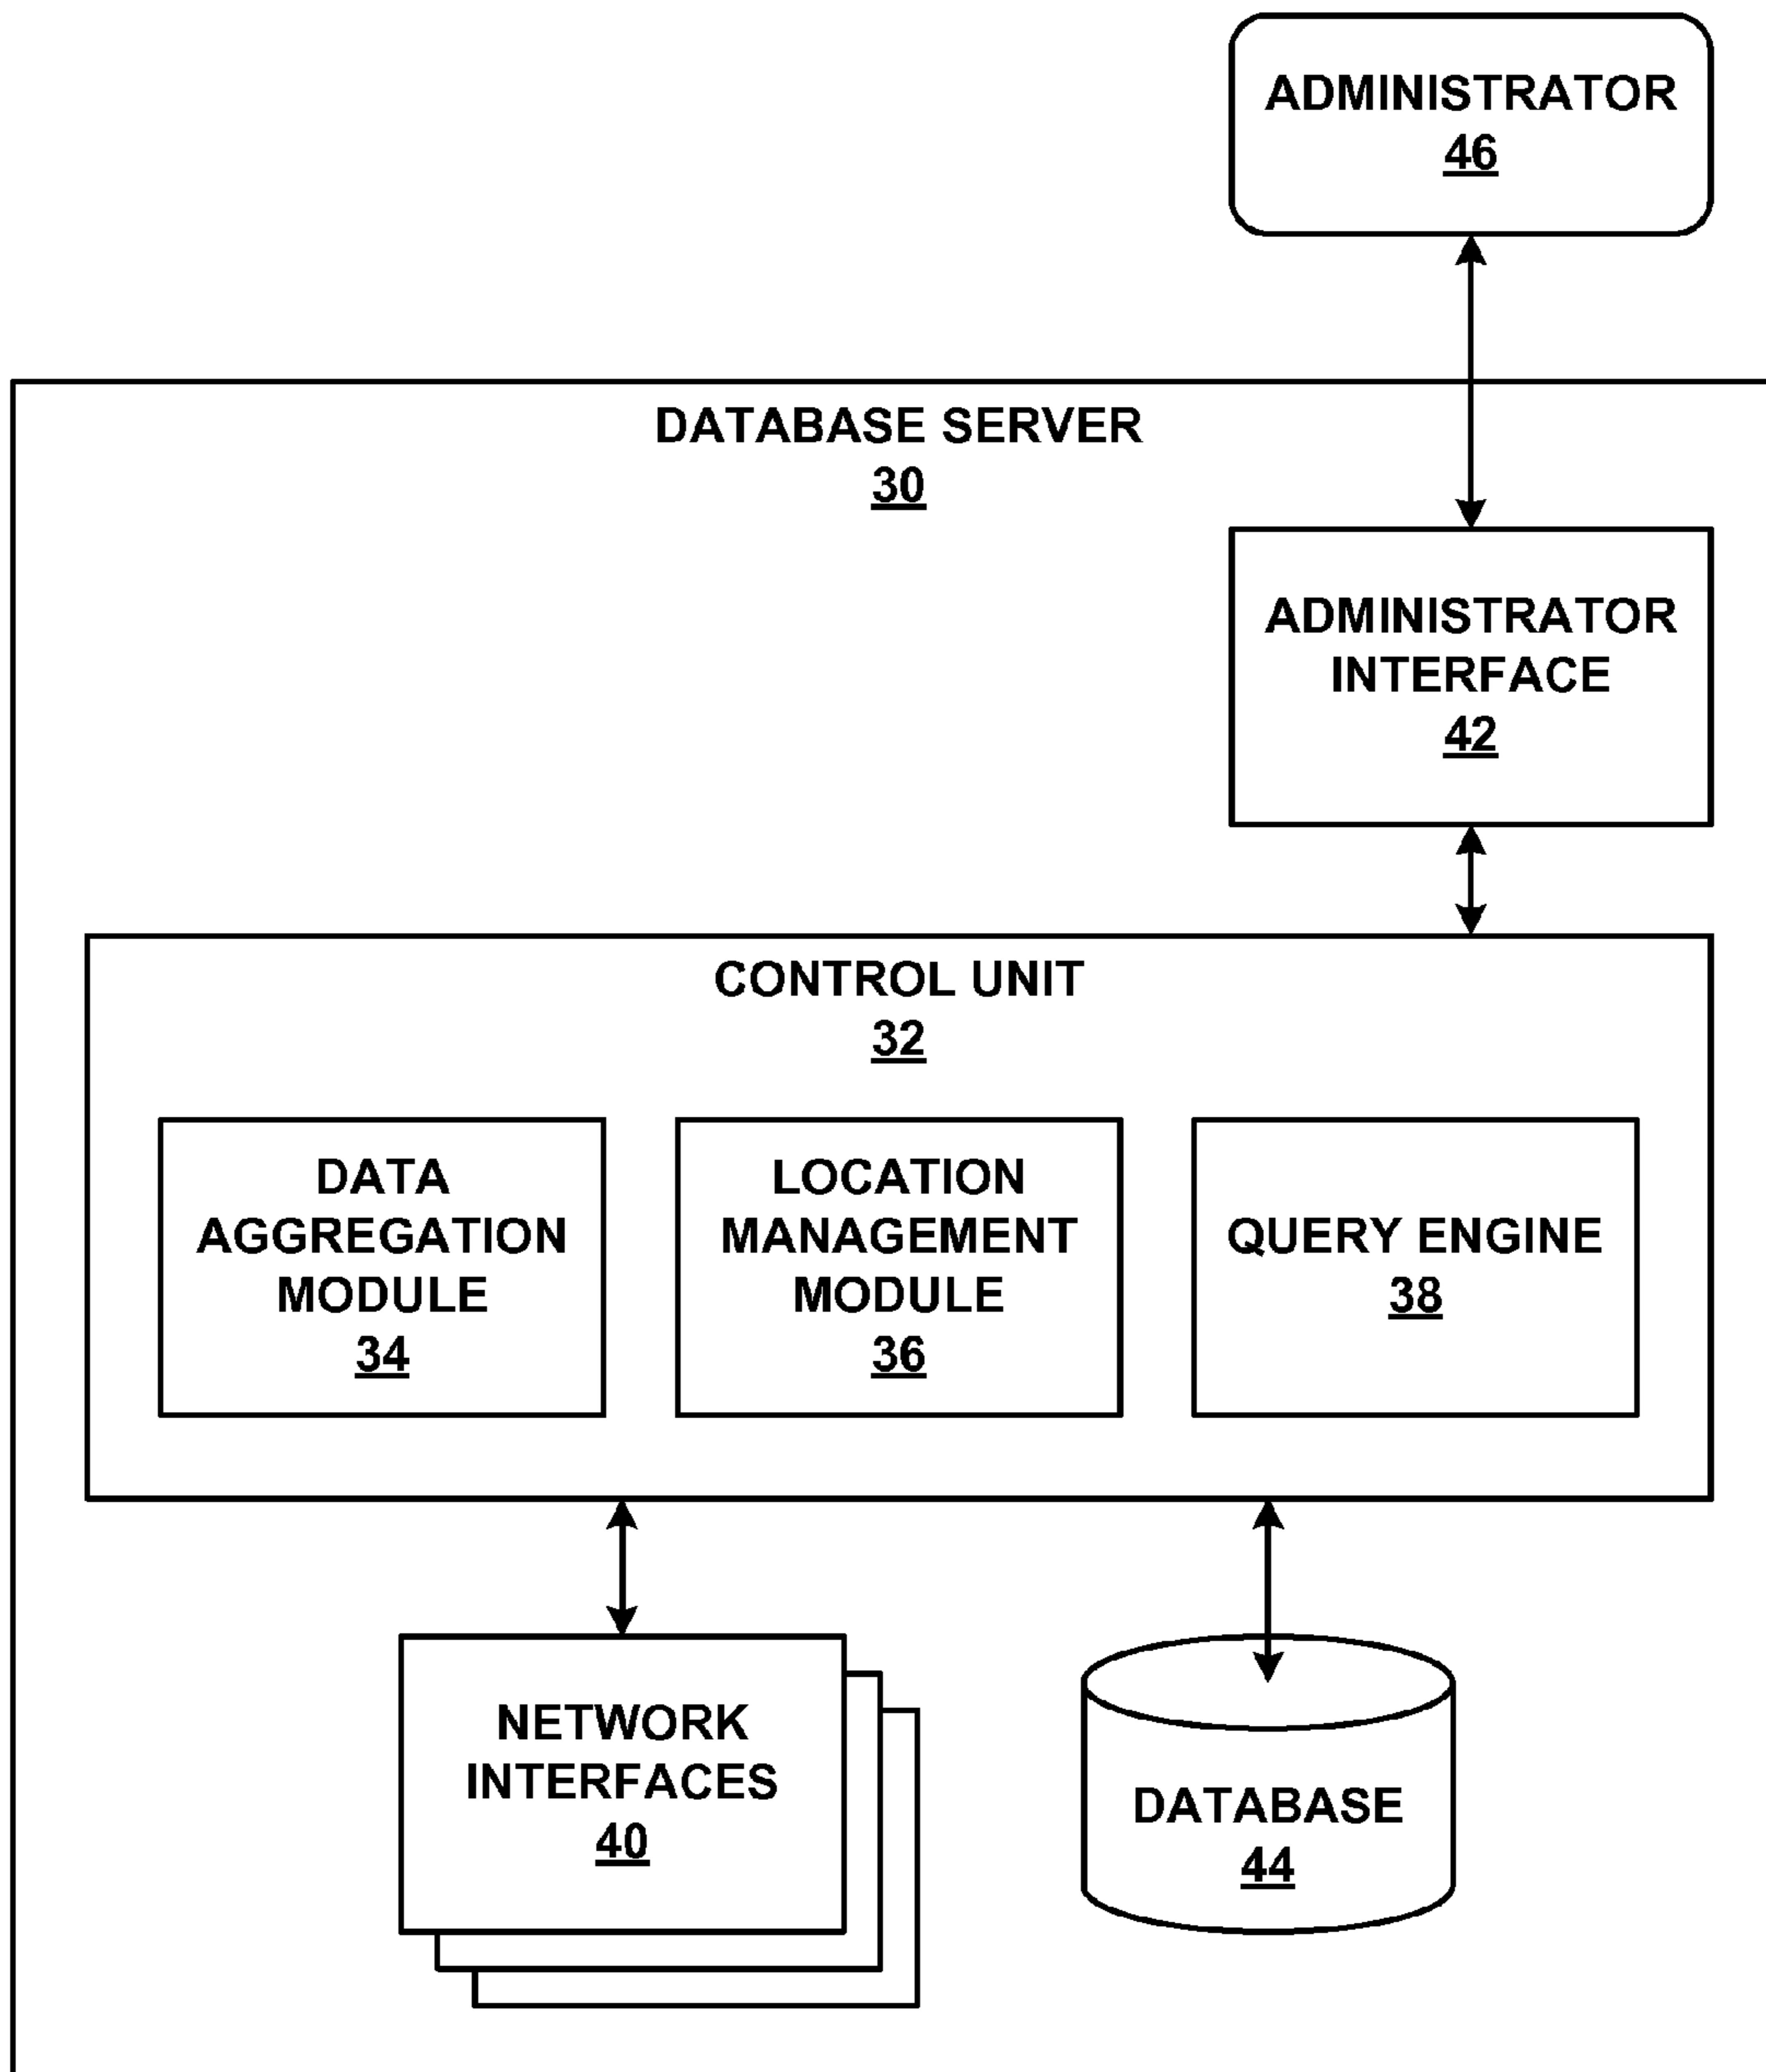 ADMINISTRATOR
46
DATABASE SERVER
30
ADMINISTRATOR
INTERFACE
42
CONTROL UNIT
32
DATA
AGGREGATION
MODULE
34
LOCATION
MANAGEMENT
MODULE
36
QUERY ENGINE
38
NETWORK
INTERFACES
40
DATABASE
44